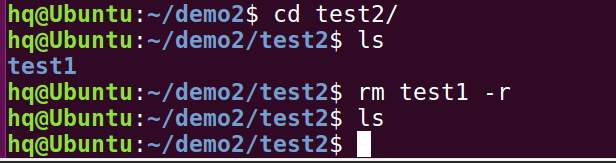 hq@Ubuntu:~/demo2$ cd test2/
hq@Ubuntu:~/demo2/test2$ ls
test1
hq@Ubuntu:~/demo2/test2$ rm test1 -r
hq@Ubuntu:~/demo2/test2$ ls
hq@Ubuntu:~/demo2/test2$